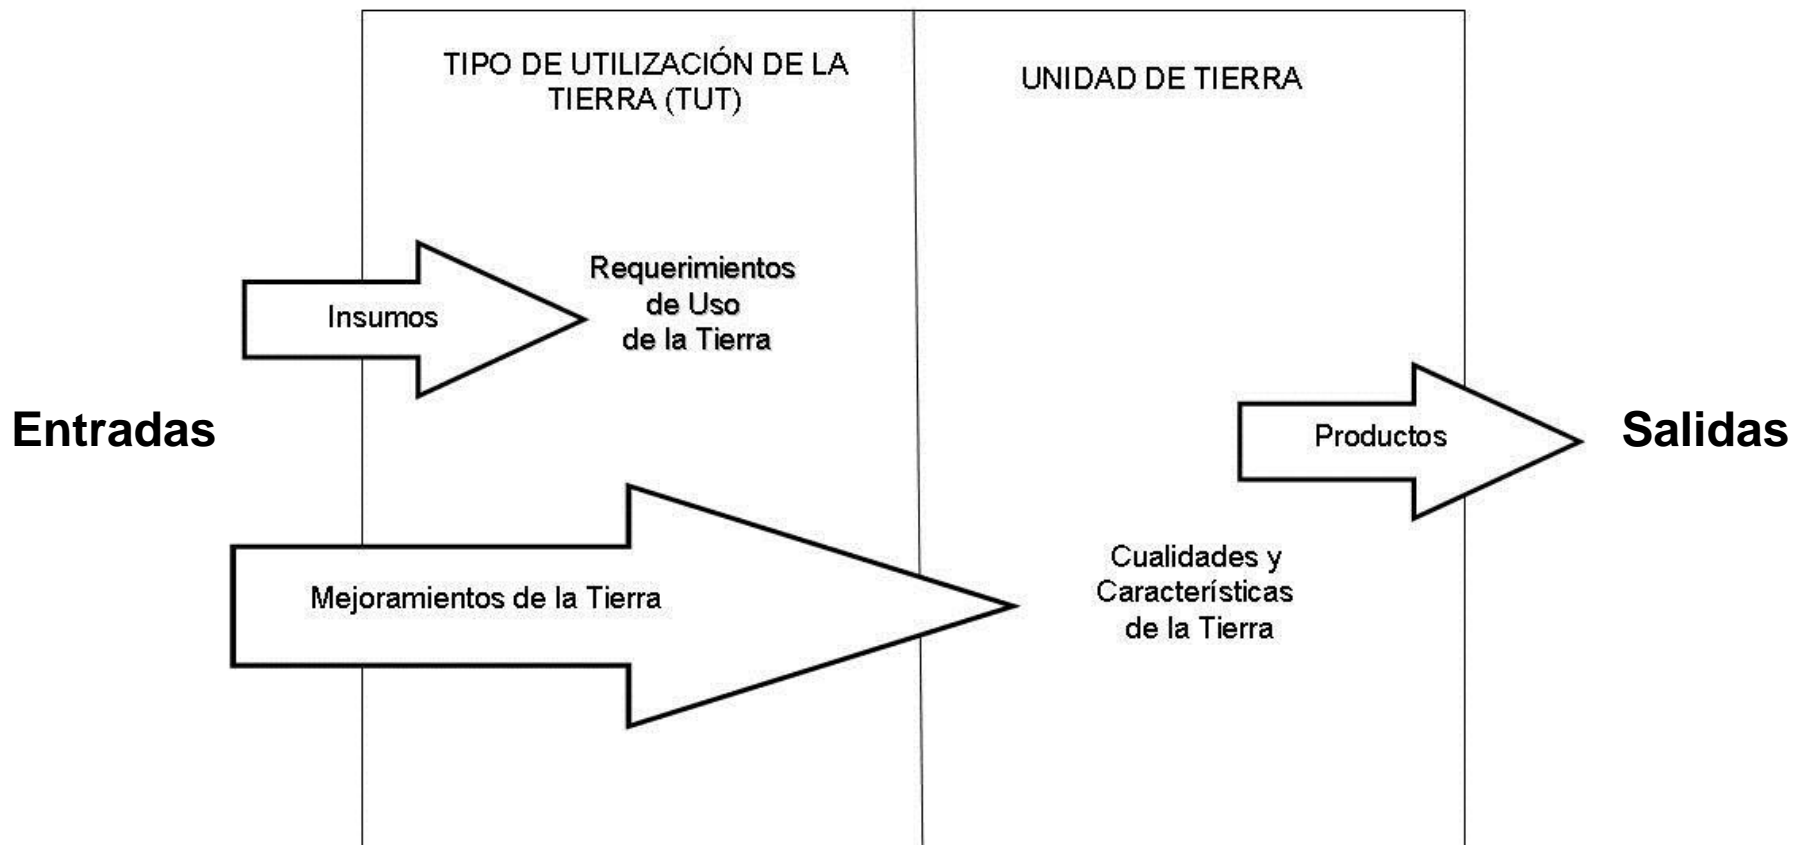 TIPO DE UTILIZACIÓN DE LA
TIERRA (TUT)
UNIDAD DE TIERRA
Requerimientos
de Uso
de la Tierra
Insumos
Entradas
Productos
Salidas
Mejoramientos de la Tierra
Cualidades y
Características
de la Tierra